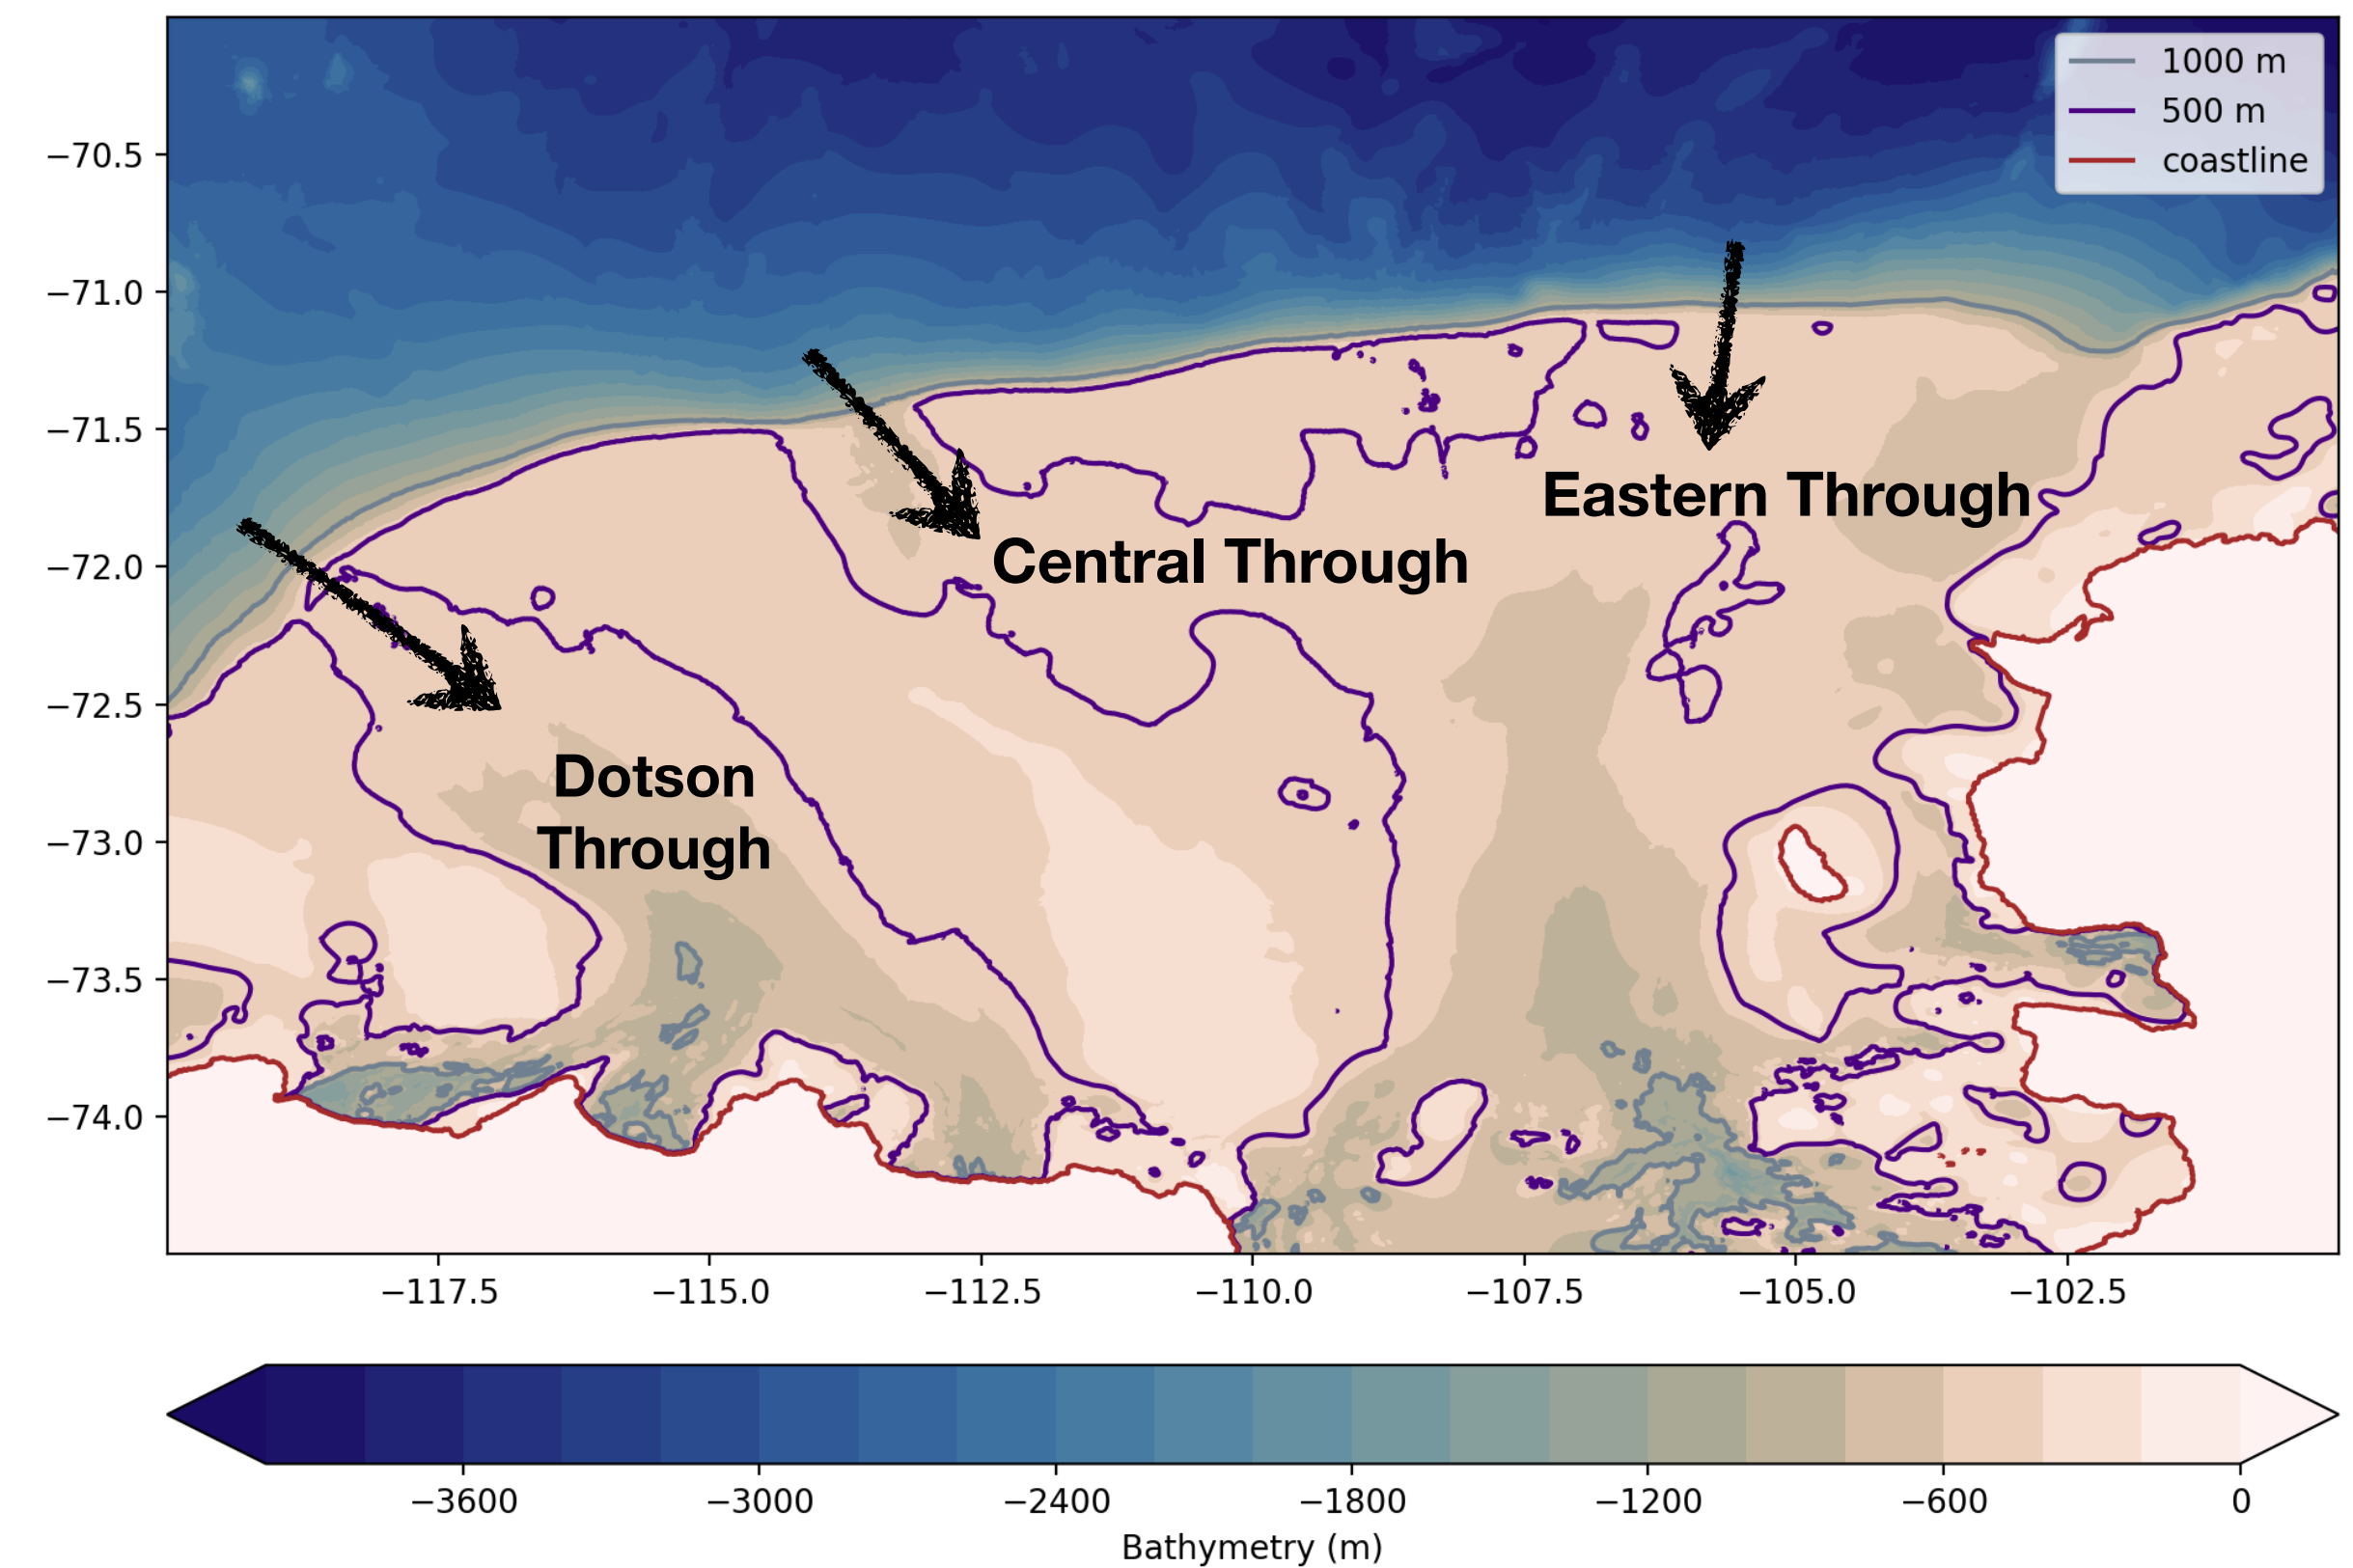 1000 m
500 m
coastline
−70.5
−71.0
−71.5
−72.0
−72.5
−73.0
−73.5
−74.0
Eastern Through
Central Through
Dotson
Through
−117.5 −115.0 −112.5 −110.0 −107.5 −105.0 −102.5
−3600 −3000 −2400 −1800 −1200 −600 0
Bathymetry (m)